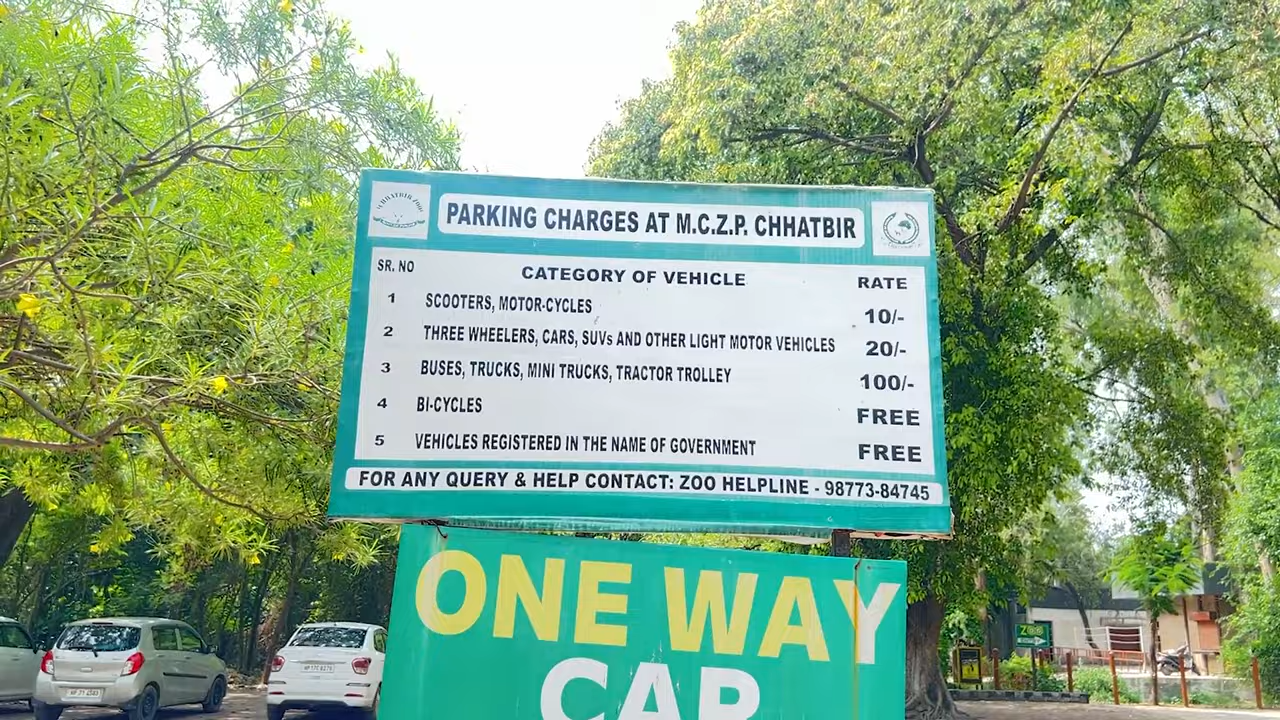 PARKING CHARGES AT M.C.Z.P. CHHATBIR
SR. NO CATEGORY OF VEHICLE RATE
1 SCOOTERS, MOTOR-CYCLES 10/-
2 THREE WHEELERS, CARS, SUVs AND OTHER LIGHT MOTOR VEHICLES 20/-
3 BUSES, TRUCKS, MINI TRUCKS, TRACTOR TROLLEY 100/-
4 BI-CYCLES FREE
5 VEHICLES REGISTERED IN THE NAME OF GOVERNMENT FREE
FOR ANY QUERY & HELP CONTACT: ZOO HELPLINE - 98773-84745
ONE WAY
CAR